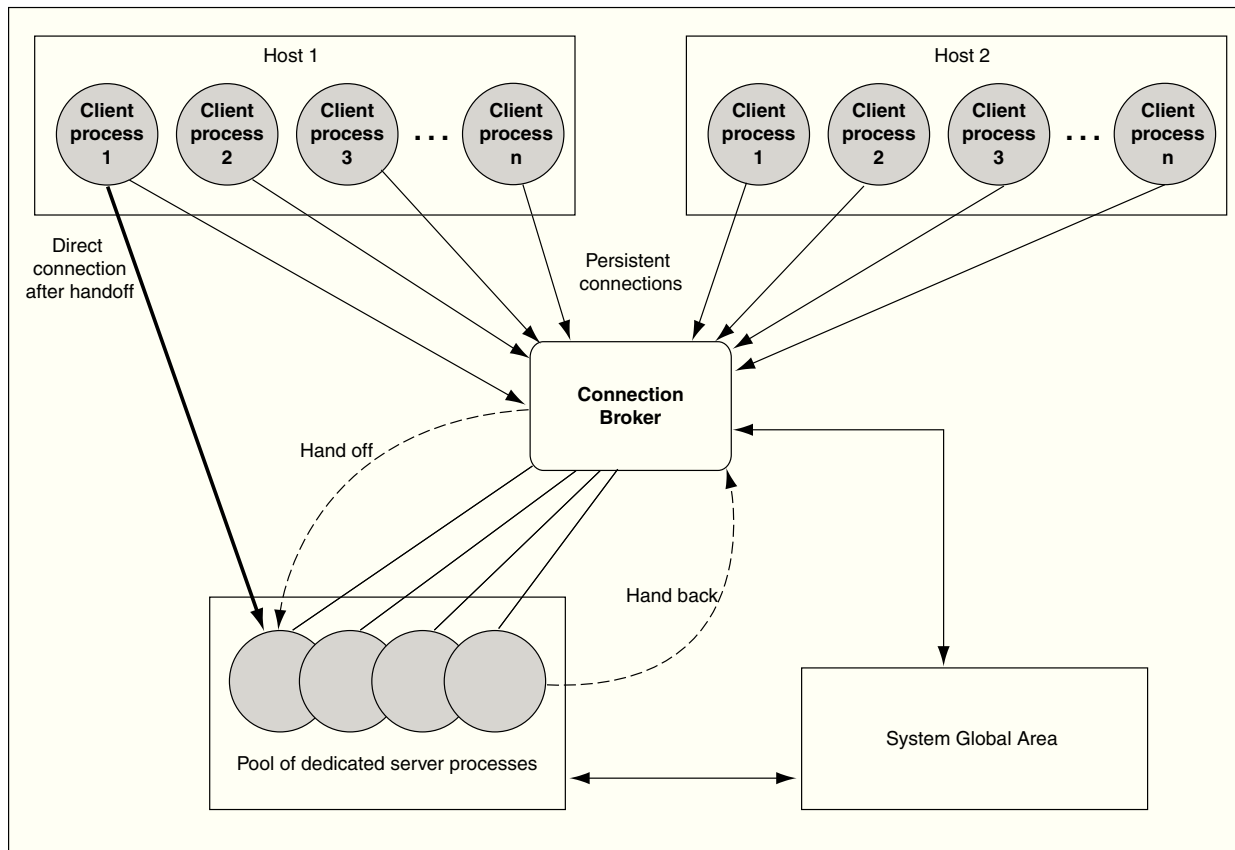 Host 1
Client
process
1
Client
process
2
Client
process
3
...
Client
process
n
Host 2
Client
process
1
Client
process
2
Client
process
3
...
Client
process
n
Direct
connection
after handoff
Persistent
connections
Connection
Broker
Hand off
Hand back
Pool of dedicated server processes
System Global Area